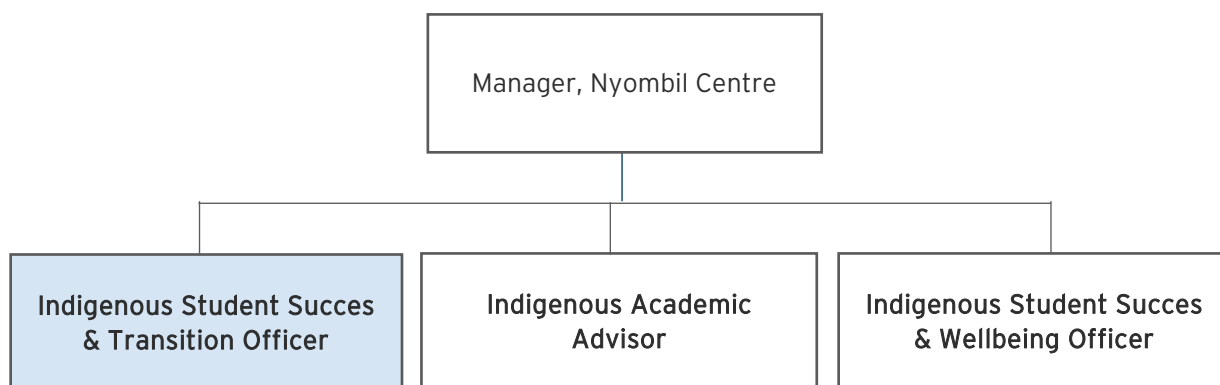 Manager, Nyombil Centre
Indigenous Student Succes
& Transition Officer
Indigenous Academic
Advisor
Indigenous Student Succes
& Wellbeing Officer